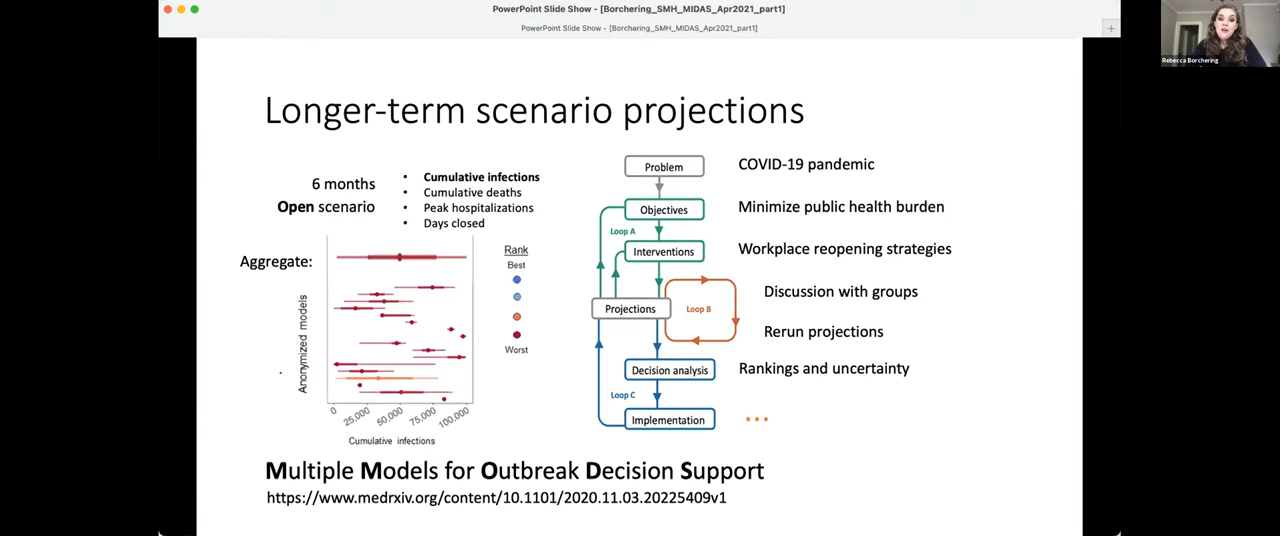 PowerPoint Slide Show - [Borchering_SMH_MIDAS_Apr2021_part1]
PowerPoint Slide Show - [Borchering_SMH_MIDAS_Apr2021_part1]
+
Rebecca Borchering
Longer-term scenario projections
6 months
Open scenario
• Cumulative infections
• Cumulative deaths
• Peak hospitalizations
• Days closed
Aggregate:
Anonymized models
0 25,000 50,000 75,000 100,000
Cumulative infections
Rank
Best
Worst
Problem
Objectives
Loop A
Interventions
Projections
Loop B
Decision analysis
Loop C
Implementation
COVID-19 pandemic
Minimize public health burden
Workplace reopening strategies
Discussion with groups
Rerun projections
Rankings and uncertainty
...
Multiple Models for Outbreak Decision Support
https://www.medrxiv.org/content/10.1101/2020.11.03.20225409v1